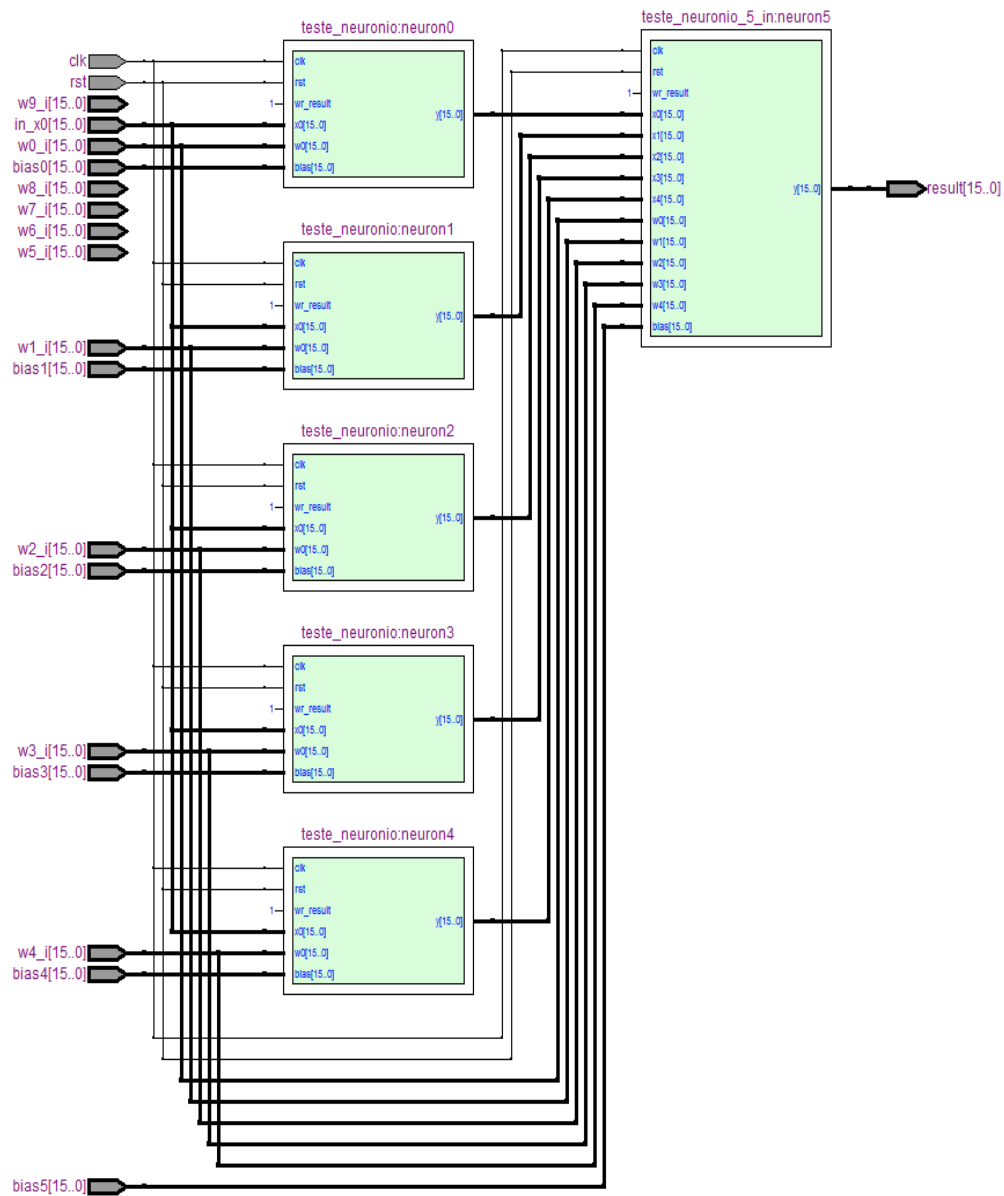 teste_neuronio_5_in:neuron5
teste_neuronio:neuron0
clk
rst
w9_i[15..0]
in_x0[15..0]
w0_i[15..0]
bias0[15..0]
w8_i[15..0]
w7_i[15..0]
w6_i[15..0]
w5_i[15..0]
clk
rst
1 wr_result
x0[15..0]
w0[15..0]
bias[15..0]
y[15..0]
clk
rst
1 wr_result
x0[15..0]
x1[15..0]
x2[15..0]
x3[15..0]
x4[15..0]
w0[15..0]
w1[15..0]
w2[15..0]
w3[15..0]
w4[15..0]
bias[15..0]
y[15..0]
result[15..0]
teste_neuronio:neuron1
w1_i[15..0]
bias1[15..0]
clk
rst
1 wr_result
x0[15..0]
w0[15..0]
bias[15..0]
y[15..0]
teste_neuronio:neuron2
w2_i[15..0]
bias2[15..0]
clk
rst
1 wr_result
x0[15..0]
w0[15..0]
bias[15..0]
y[15..0]
teste_neuronio:neuron3
w3_i[15..0]
bias3[15..0]
clk
rst
1 wr_result
x0[15..0]
w0[15..0]
bias[15..0]
y[15..0]
teste_neuronio:neuron4
w4_i[15..0]
bias4[15..0]
clk
rst
1 wr_result
x0[15..0]
w0[15..0]
bias[15..0]
y[15..0]
bias5[15..0]